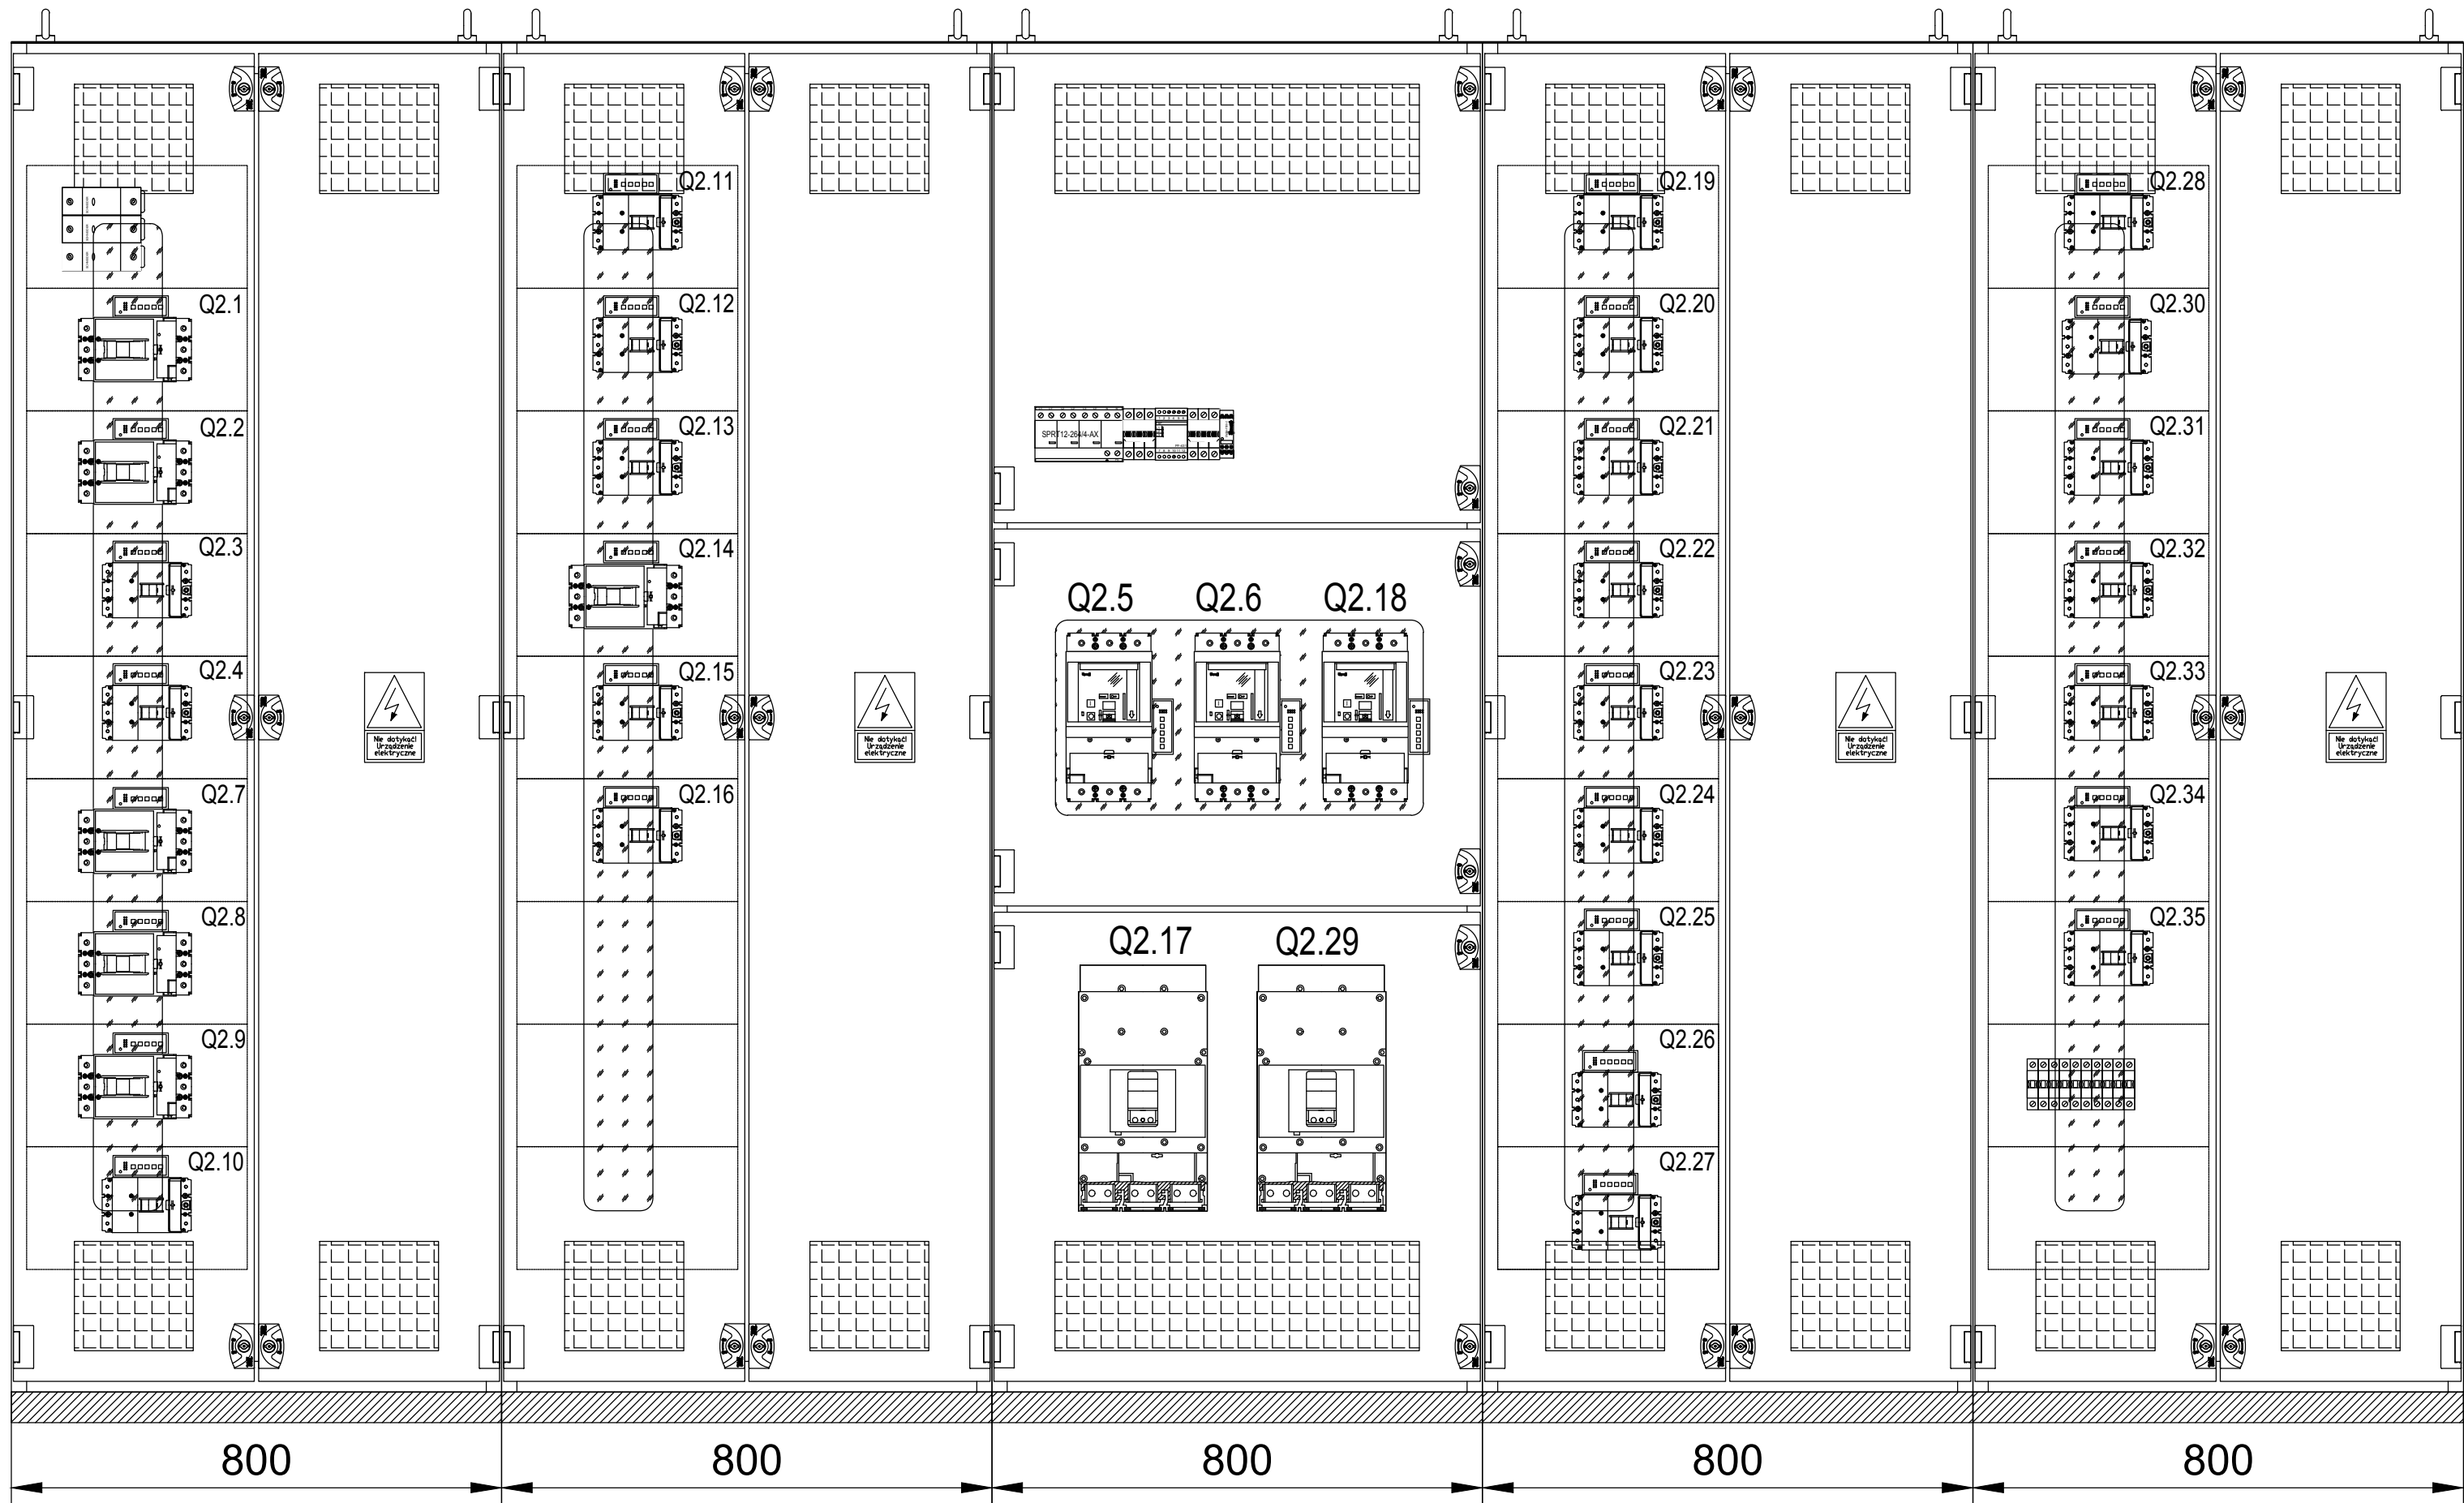 Q2.1
Q2.2
Q2.3
Q2.4
Q2.7
Q2.8
Q2.9
Q2.10
Nie dotykać!
Urządzenie
elektryczne
Q2.11
Q2.12
Q2.13
Q2.14
Q2.15
Q2.16
Nie dotykać!
Urządzenie
elektryczne
SPRT12-264/4-AX
Q2.5 Q2.6 Q2.18
Q2.17 Q2.29
Q2.19
Q2.20
Q2.21
Q2.22
Q2.23
Q2.24
Q2.25
Q2.26
Q2.27
Nie dotykać!
Urządzenie
elektryczne
Q2.28
Q2.30
Q2.31
Q2.32
Q2.33
Q2.34
Q2.35
Nie dotykać!
Urządzenie
elektryczne
800 800 800 800 800